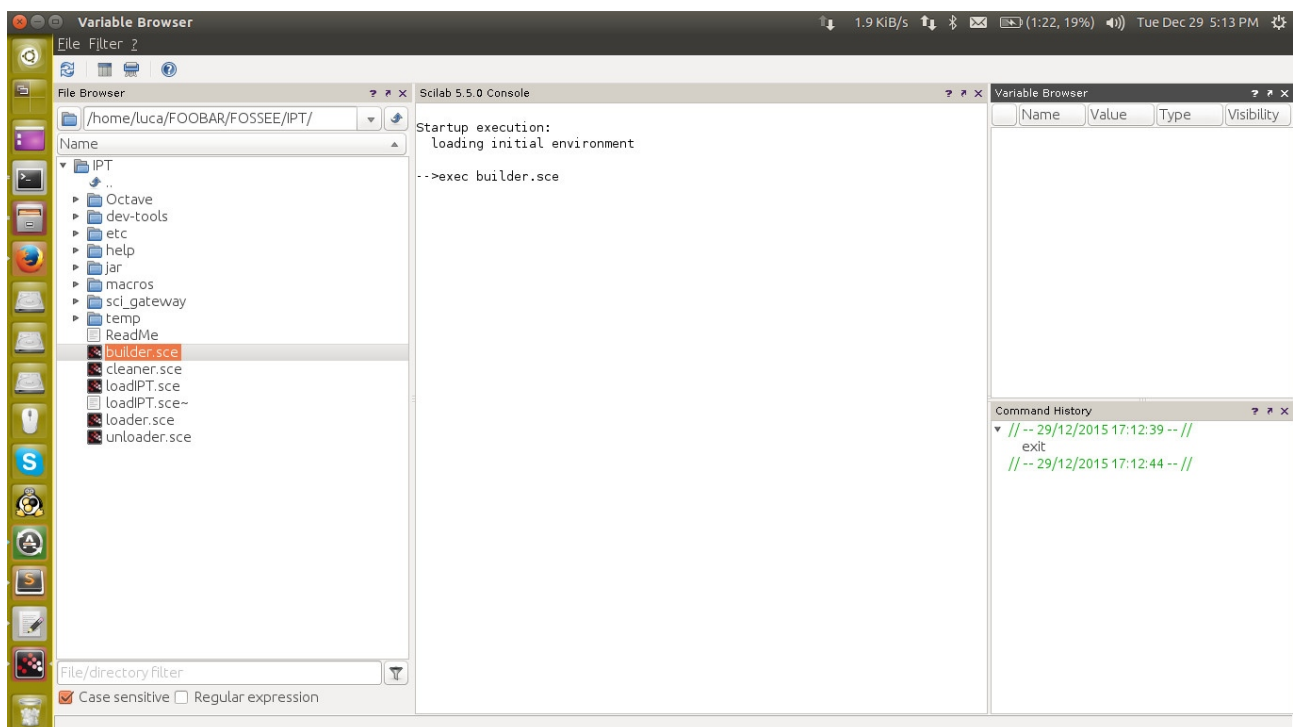 Variable Browser
1.9 KiB/s
(1:22, 19%)
Tue Dec 29 5:13 PM
File Filter ?
File Browser
? ↗ X
/home/luca/FOOBAR/FOSSEE/IPT/
Name
IPT
..
Octave
dev-tools
etc
help
jar
macros
sci_gateway
temp
ReadMe
builder.sce
cleaner.sce
loadIPT.sce
loadIPT.sce~
loader.sce
unloader.sce
File/directory filter
Case sensitive
Regular expression
Scilab 5.5.0 Console
? ↗ X
Startup execution:
loading initial environment
-->exec builder.sce
Variable Browser
? ↗ X
Name Value Type Visibility
Command History
? ↗ X
// -- 29/12/2015 17:12:39 -- //
exit
// -- 29/12/2015 17:12:44 -- //